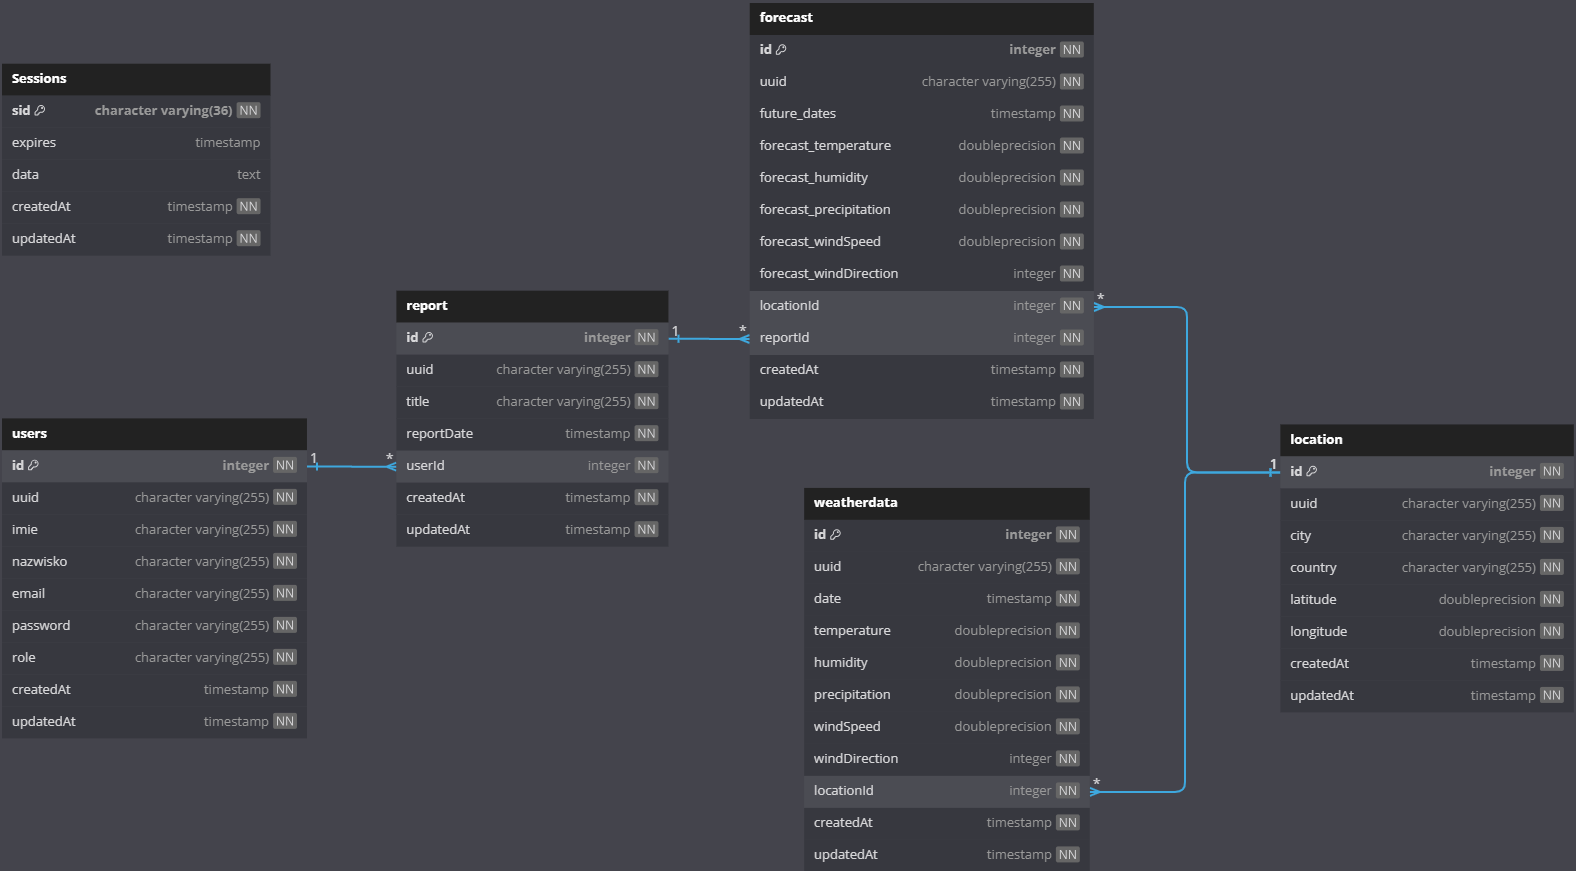 Sessions
sid character varying(36) NN
expires timestamp
data text
createdAt timestamp NN
updatedAt timestamp NN
users
id integer NN
uuid character varying(255) NN
imie character varying(255) NN
nazwisko character varying(255) NN
email character varying(255) NN
password character varying(255) NN
role character varying(255) NN
createdAt timestamp NN
updatedAt timestamp NN
1
*
report
id integer NN
uuid character varying(255) NN
title character varying(255) NN
reportDate timestamp NN
userId integer NN
createdAt timestamp NN
updatedAt timestamp NN
1
*
forecast
id integer NN
uuid character varying(255) NN
future_dates timestamp NN
forecast_temperature doubleprecision NN
forecast_humidity doubleprecision NN
forecast_precipitation doubleprecision NN
forecast_windSpeed doubleprecision NN
forecast_windDirection integer NN
locationId integer NN
reportId integer NN
createdAt timestamp NN
updatedAt timestamp NN
*
weatherdata
id integer NN
uuid character varying(255) NN
date timestamp NN
temperature doubleprecision NN
humidity doubleprecision NN
precipitation doubleprecision NN
windSpeed doubleprecision NN
windDirection integer NN
locationId integer NN
createdAt timestamp NN
updatedAt timestamp NN
*
1
location
id integer NN
uuid character varying(255) NN
city character varying(255) NN
country character varying(255) NN
latitude doubleprecision NN
longitude doubleprecision NN
createdAt timestamp NN
updatedAt timestamp NN